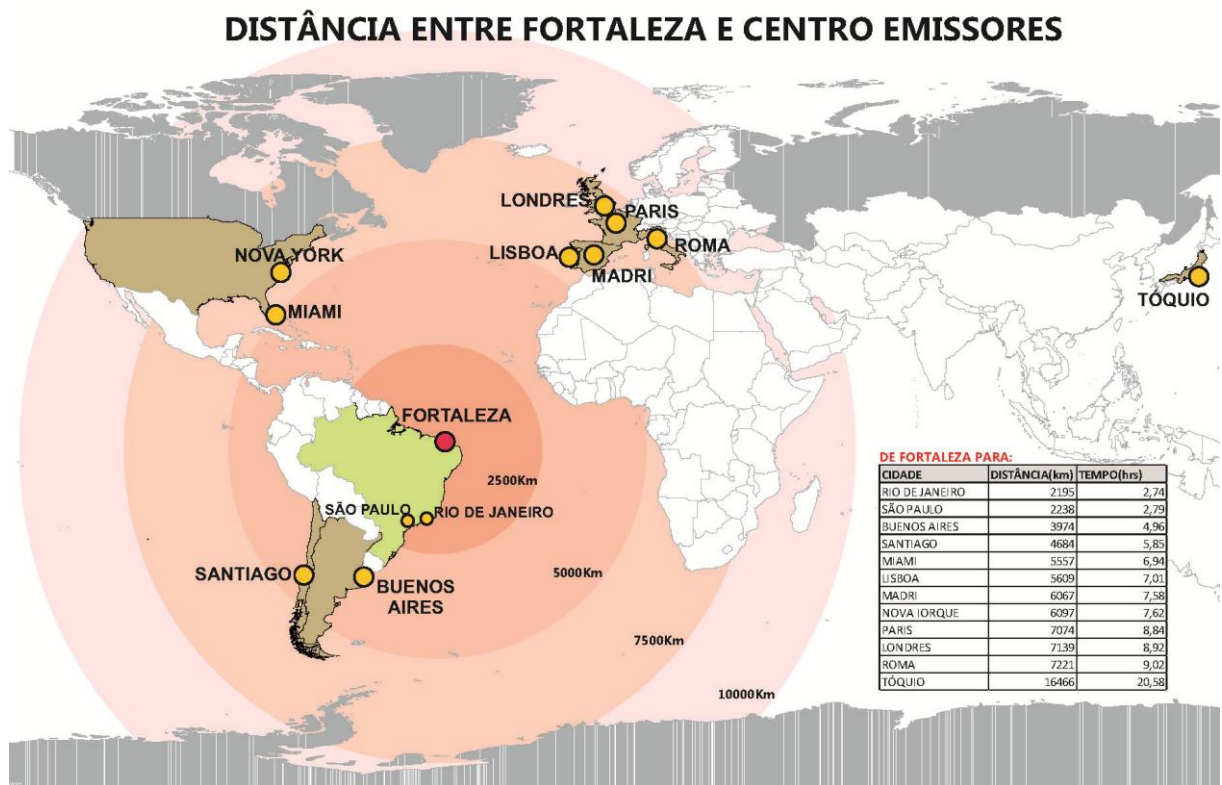 DISTÂNCIA ENTRE FORTALEZA E CENTRO EMISSORES
LONDRES
PARIS
NOVA YORK
LISBOA
ROMA
MADRI
TÓQUIO
MIAMI
FORTALEZA
2500Km
SÃO PAULO
RIO DE JANEIRO
SANTIAGO
BUENOS
AIRES
5000Km
7500Km
10000Km
DE FORTALEZA PARA:
CIDADE DISTÂNCIA(km) TEMPO(hrs)
RIO DE JANEIRO 2195 2,74
SÃO PAULO 2238 2,79
BUENOS AIRES 3974 4,96
SANTIAGO 4684 5,85
MIAMI 5557 6,94
LISBOA 5609 7,01
MADRI 6067 7,58
NOVA IORQUE 6097 7,62
PARIS 7074 8,84
LONDRES 7139 8,92
ROMA 7221 9,02
TÓQUIO 16466 20,58